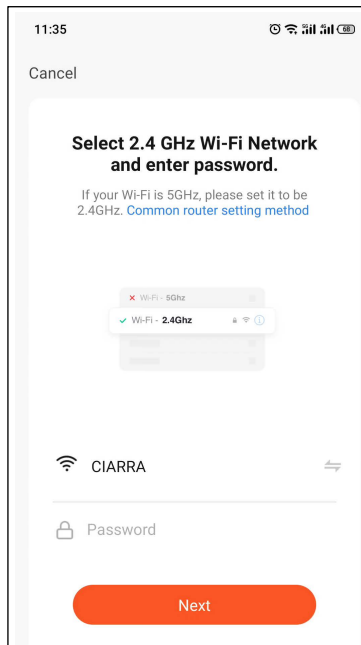 11:35
68
Cancel
Select 2.4 GHz Wi-Fi Network
and enter password.
If your Wi-Fi is 5GHz, please set it to be
2.4GHz. Common router setting method
Wi-Fi - 5Ghz
Wi-Fi - 2.4Ghz
CIARRA
Password
Next